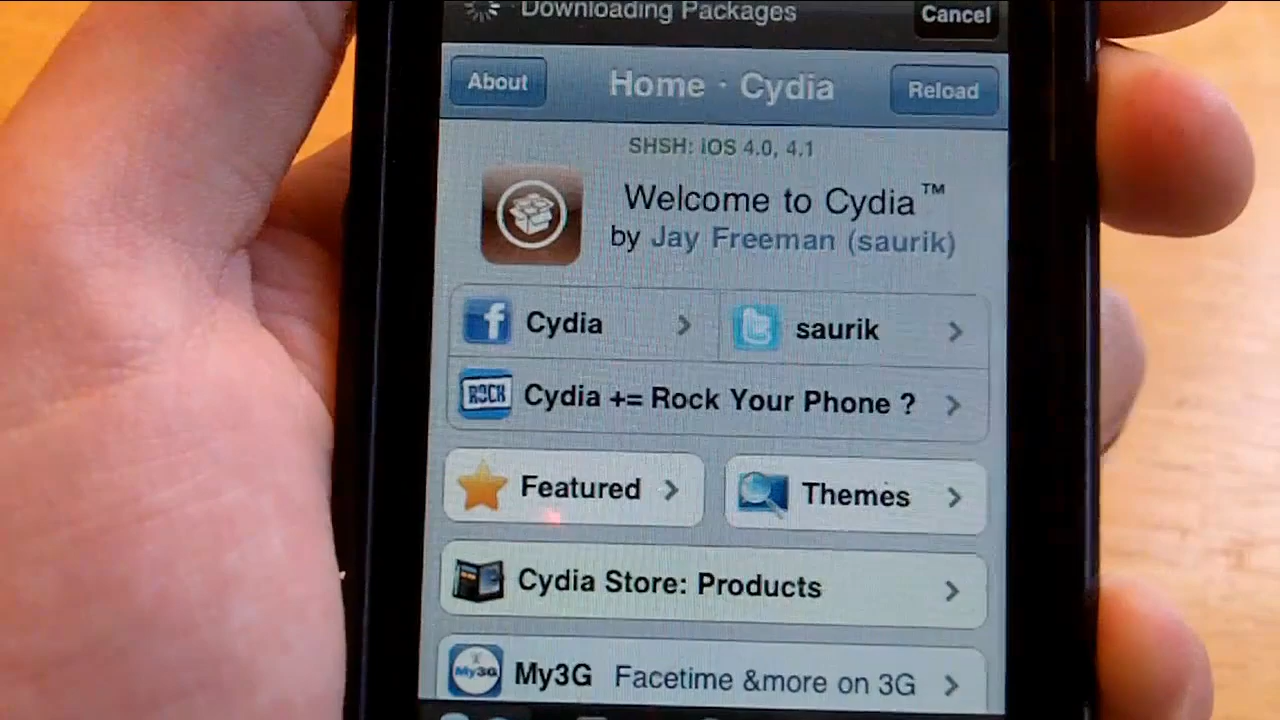 Downloading Packages
Cancel
About
Home · Cydia
Reload
SHSH: iOS 4.0, 4.1
Welcome to Cydia™
by Jay Freeman (saurik)
f Cydia
saurik
ROCK Cydia += Rock Your Phone ?
Featured
Themes
Cydia Store: Products
My3G My3G Facetime &more on 3G